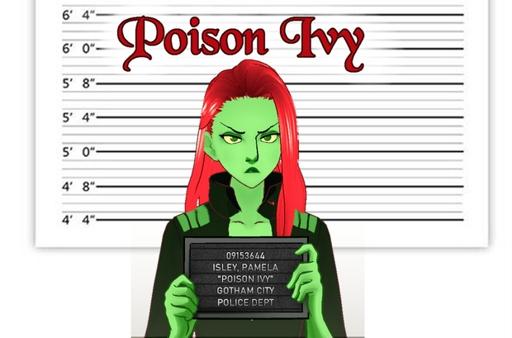 6' 4"
Poison Ivy
6' 0"
5' 8"
5' 4"
5' 0"
4' 8"
4' 4"
09153644
ISLEY, PAMELA
"POISON IVY"
GOTHAM CITY
POLICE DEPT